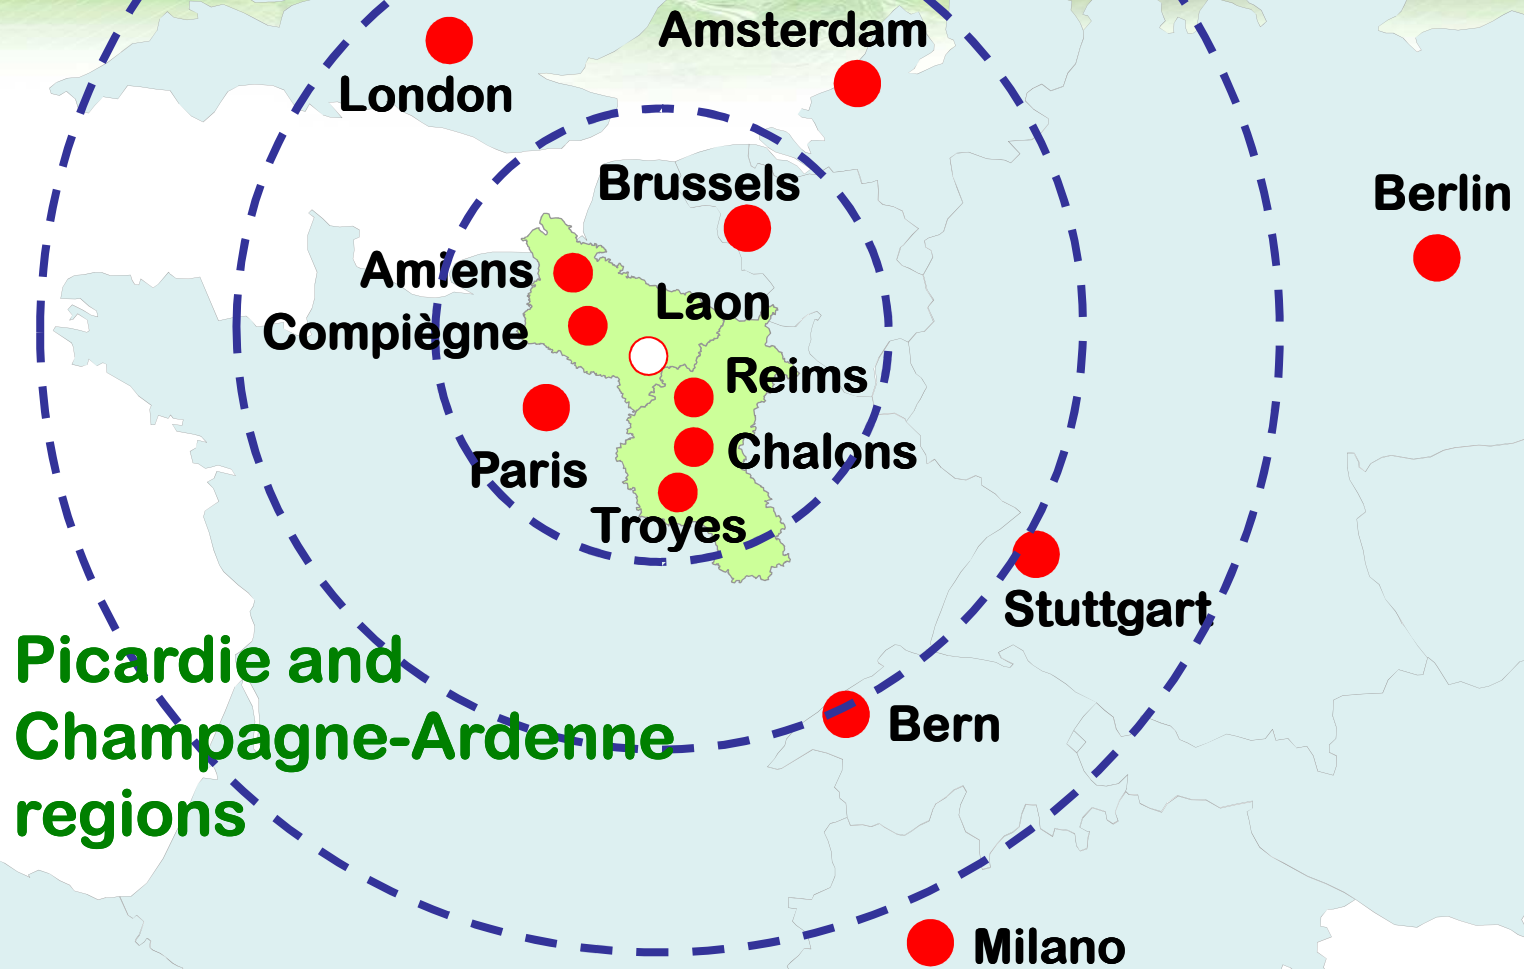 Amsterdam
London
Brussels
Berlin
Amiens
Laon
Compiègne
Reims
Chalons
Paris
Troyes
Stuttgart
Picardie and
Champagne-Ardenne
regions
Bern
Milano